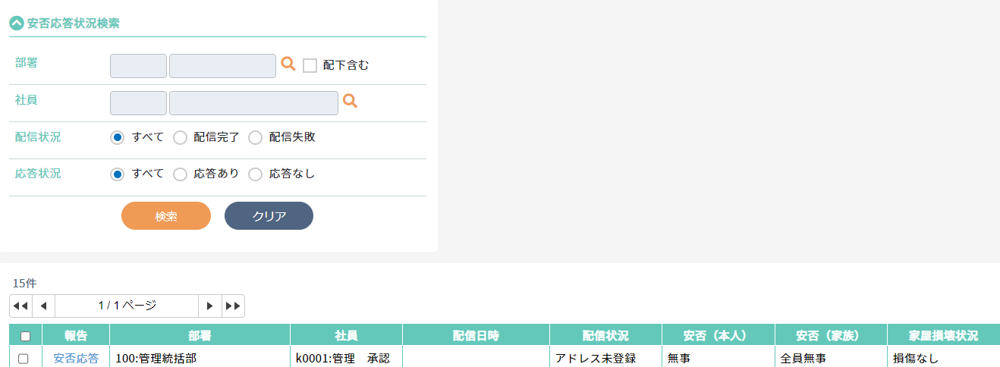 安否応答状況検索
部署 配下含む
社員
配信状況 すべて 配信完了 配信失敗
応答状況 すべて 応答あり 応答なし
検索 クリア
15件
1 / 1 ページ
報告 部署 社員 配信日時 配信状況 安否（本人） 安否（家族） 家屋損壊状況
安否応答 100:管理統括部 k0001:管理　承認 アドレス未登録 無事 全員無事 損傷なし